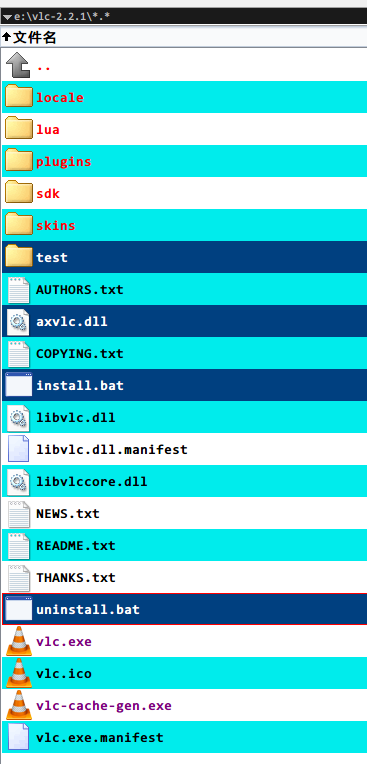 e:\vlc-2.2.1\*.*
文件名
..
locale
lua
plugins
sdk
skins
test
AUTHORS.txt
axvlc.dll
COPYING.txt
install.bat
libvlc.dll
libvlc.dll.manifest
libvlccore.dll
NEWS.txt
README.txt
THANKS.txt
uninstall.bat
vlc.exe
vlc.ico
vlc-cache-gen.exe
vlc.exe.manifest